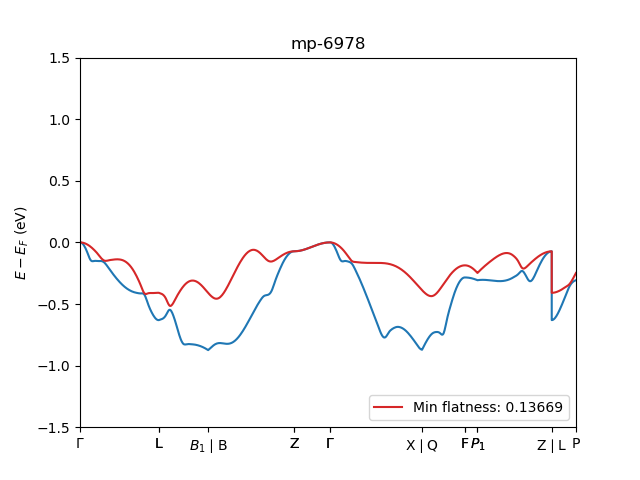 mp-6978
E − E_F (eV)
1.5
1.0
0.5
0.0
−0.5
−1.0
−1.5
Min flatness: 0.13669
Γ L B₁ | B Z Γ X | Q F P₁ Z | L P